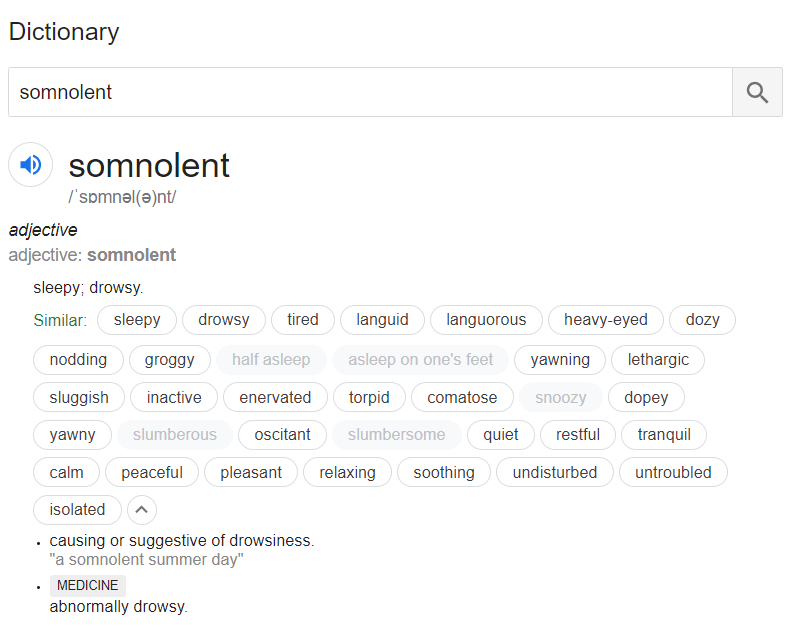 Dictionary
somnolent
somnolent
/ˈsɒmnəl(ə)nt/
adjective
adjective: somnolent
sleepy; drowsy.
Similar: sleepy drowsy tired languid languorous heavy-eyed dozy
nodding groggy half asleep asleep on one's feet yawning lethargic
sluggish inactive enervated torpid comatose snoozy dopey
yawny slumberous oscitant slumbersome quiet restful tranquil
calm peaceful pleasant relaxing soothing undisturbed untroubled
isolated
• causing or suggestive of drowsiness.
"a somnolent summer day"
• MEDICINE
abnormally drowsy.